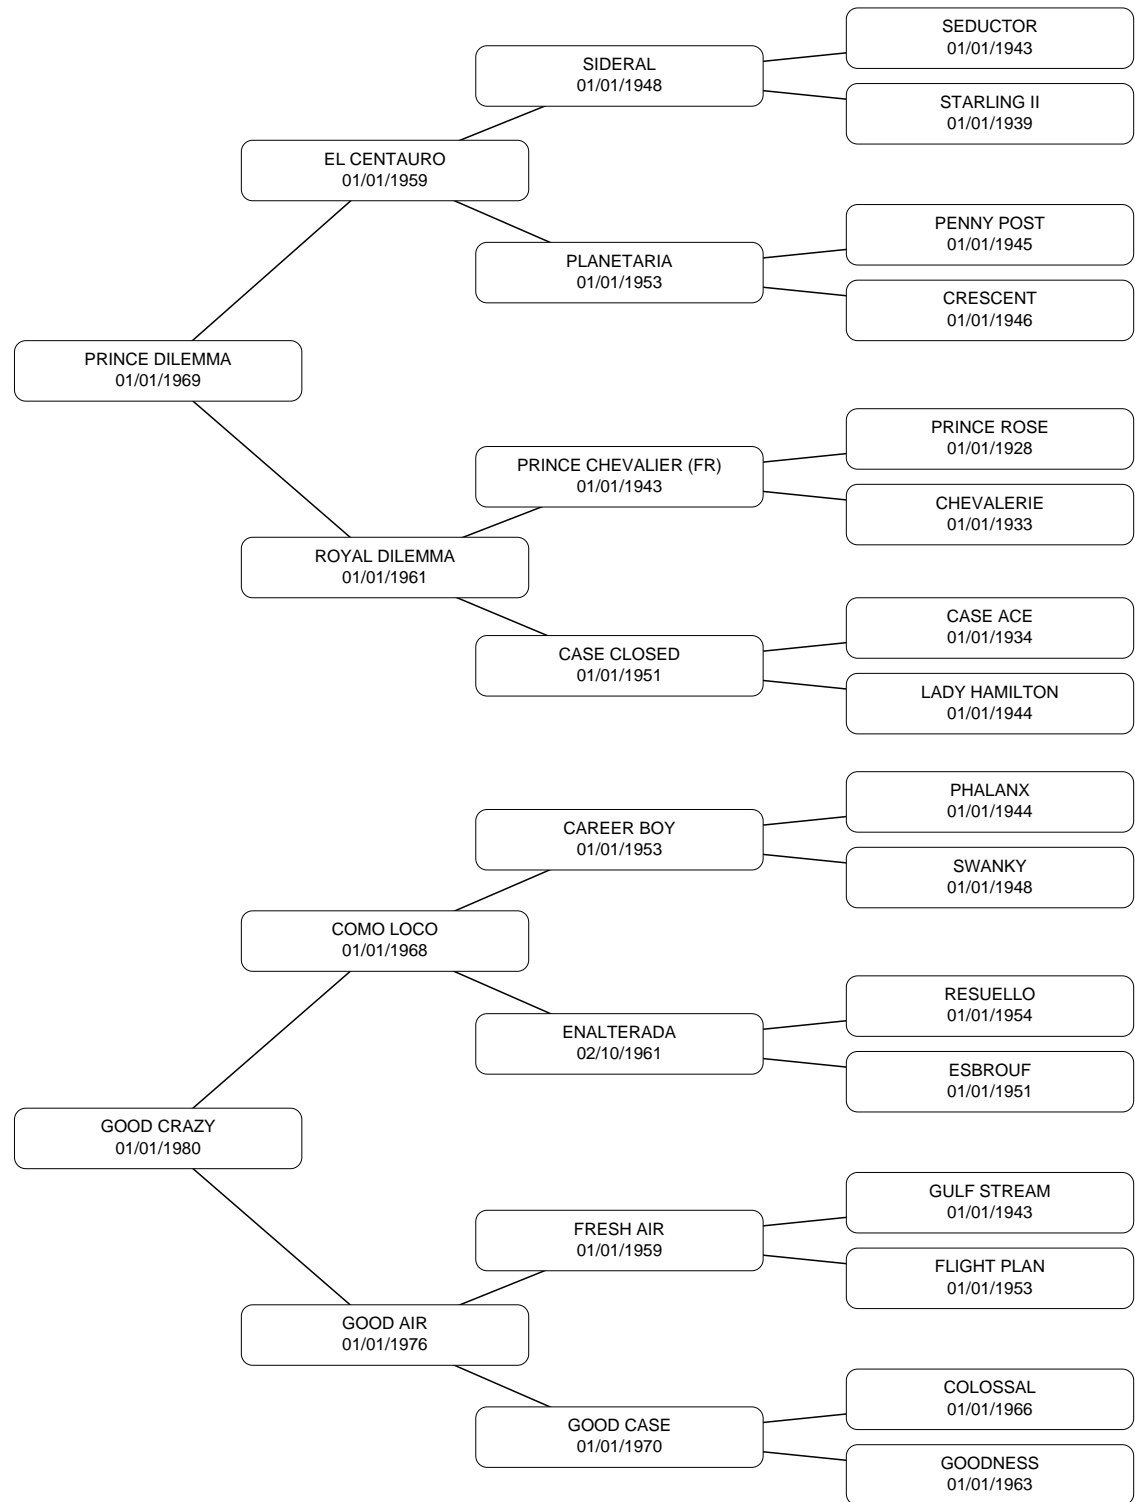 SEDUCTOR
01/01/1943
SIDERAL
01/01/1948
STARLING II
01/01/1939
EL CENTAURO
01/01/1959
PENNY POST
01/01/1945
PLANETARIA
01/01/1953
CRESCENT
01/01/1946
PRINCE DILEMMA
01/01/1969
PRINCE ROSE
01/01/1928
PRINCE CHEVALIER (FR)
01/01/1943
CHEVALERIE
01/01/1933
ROYAL DILEMMA
01/01/1961
CASE ACE
01/01/1934
CASE CLOSED
01/01/1951
LADY HAMILTON
01/01/1944
PHALANX
01/01/1944
CAREER BOY
01/01/1953
SWANKY
01/01/1948
COMO LOCO
01/01/1968
RESUELLO
01/01/1954
ENALTERADA
02/10/1961
ESBROUF
01/01/1951
GOOD CRAZY
01/01/1980
GULF STREAM
01/01/1943
FRESH AIR
01/01/1959
FLIGHT PLAN
01/01/1953
GOOD AIR
01/01/1976
COLOSSAL
01/01/1966
GOOD CASE
01/01/1970
GOODNESS
01/01/1963